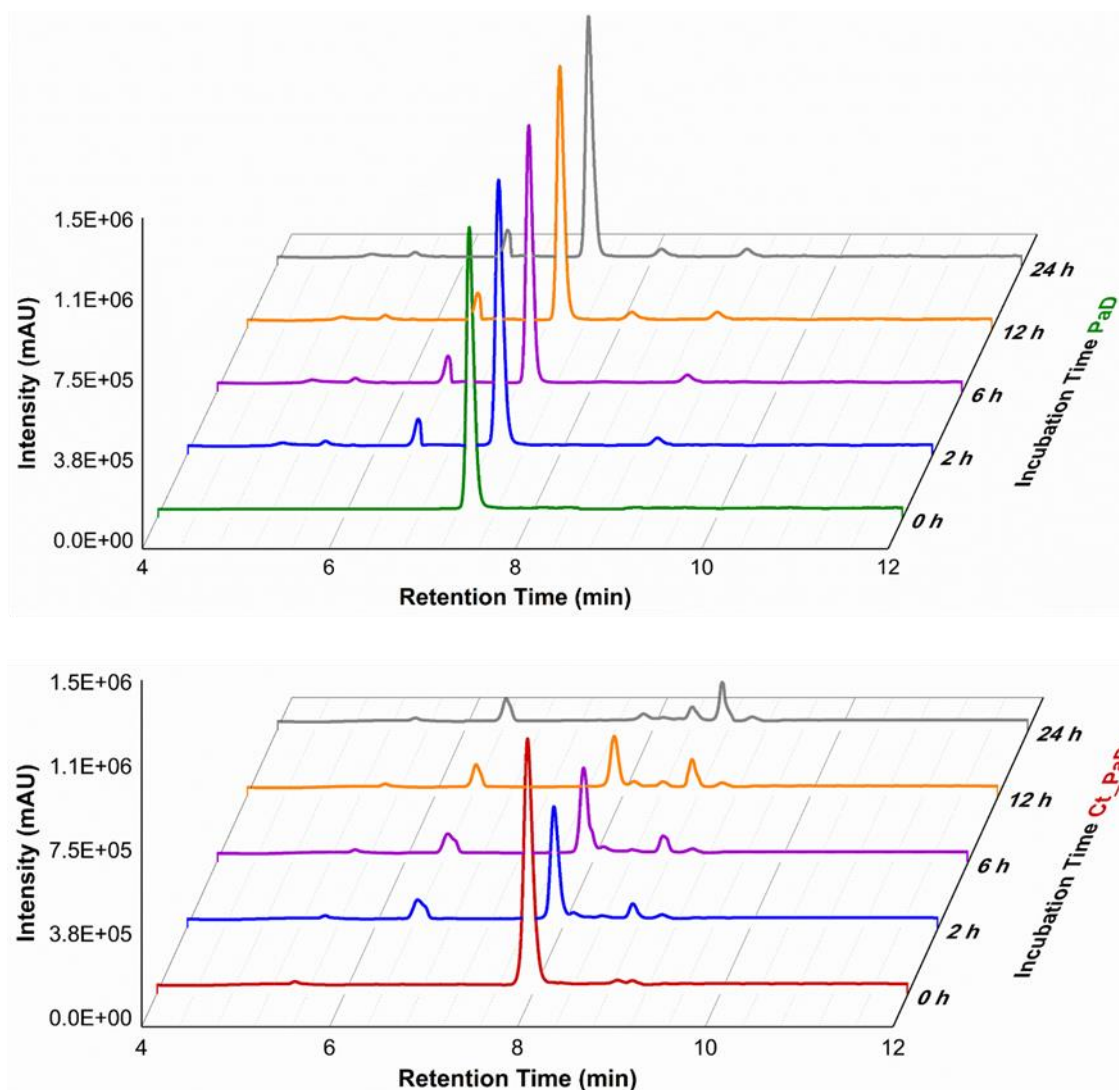 1.5E+06
1.1E+06
7.5E+05
3.8E+05
0.0E+00
Intensity (mAU)
4 6 8 10 12
Retention Time (min)
24 h
12 h
6 h
2 h
0 h
Incubation Time PaD
1.5E+06
1.1E+06
7.5E+05
3.8E+05
0.0E+00
Intensity (mAU)
4 6 8 10 12
Retention Time (min)
24 h
12 h
6 h
2 h
0 h
Incubation Time Ct_PaD